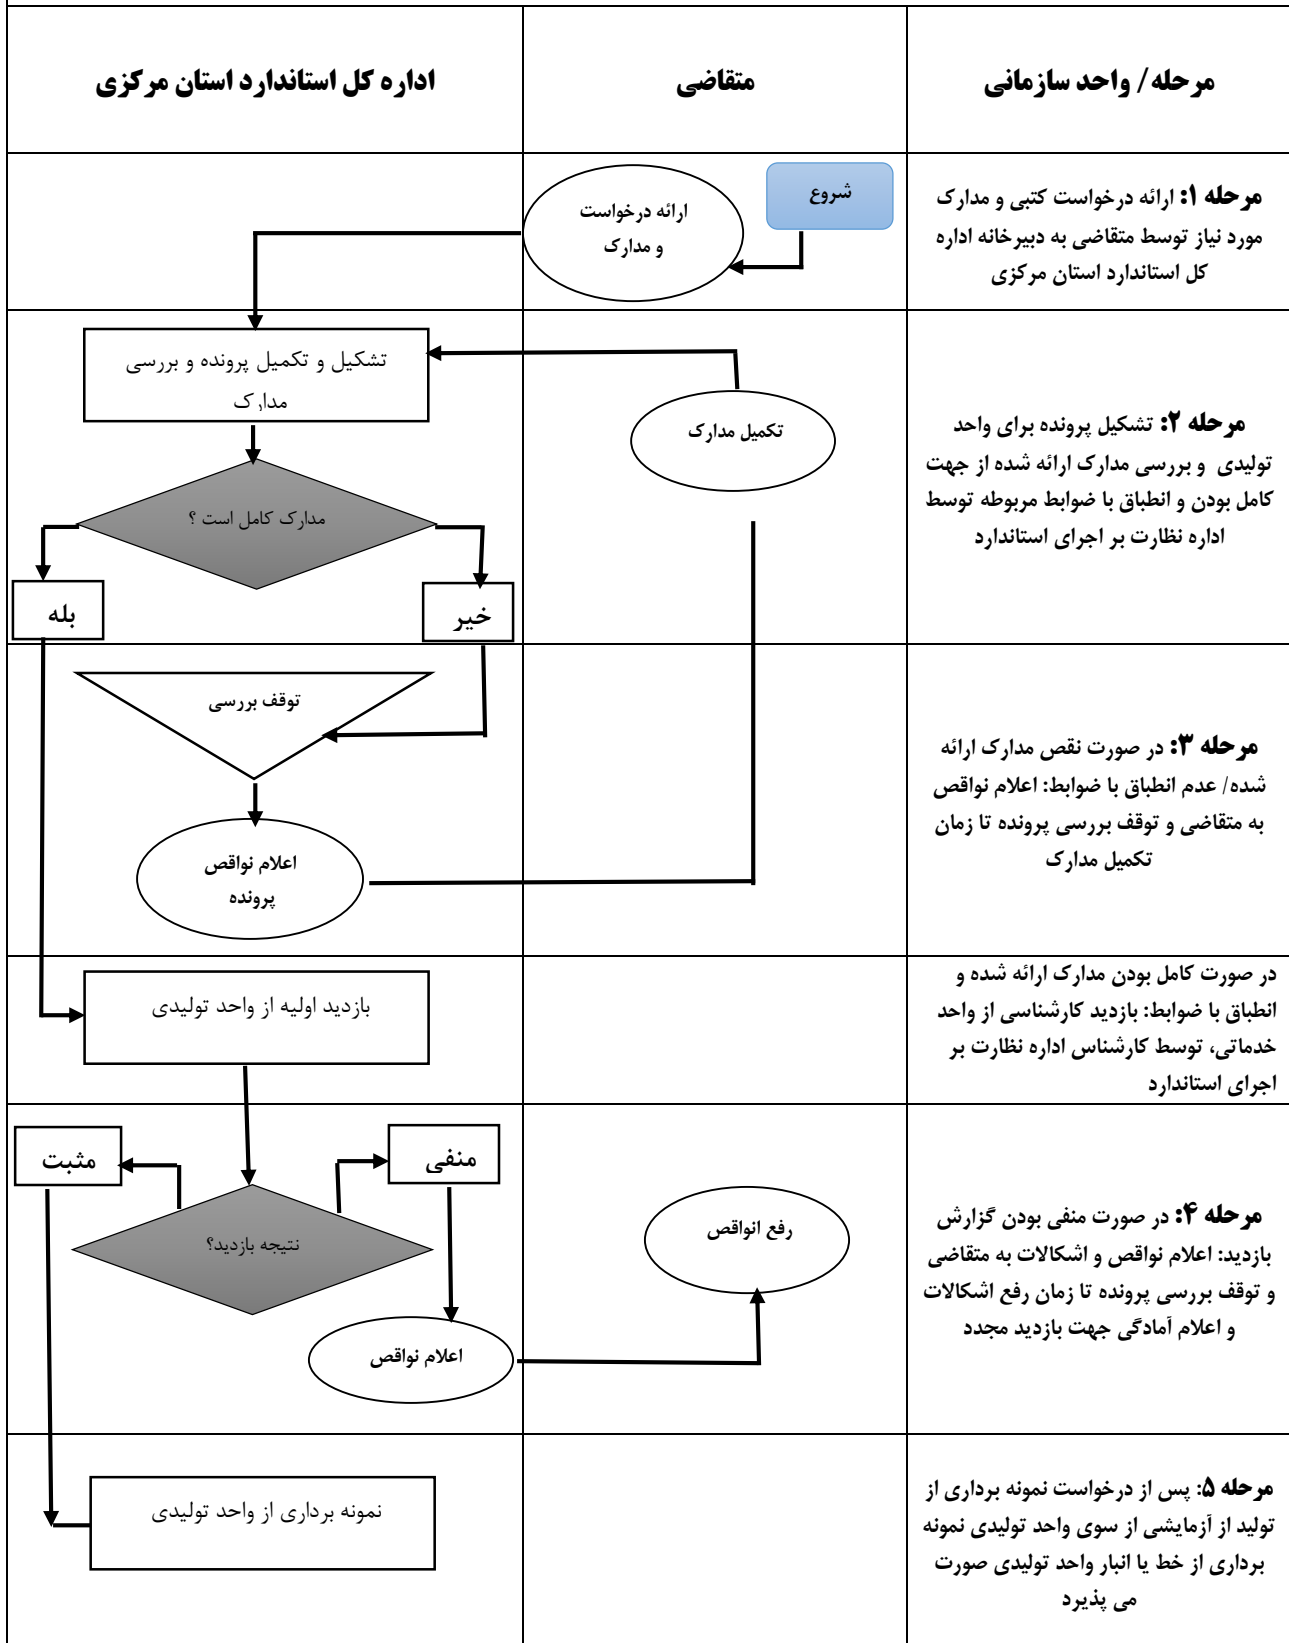 مرحله/ واحد سازمانی
متقاضی
اداره کل استاندارد استان مرکزی
مرحله ۱: ارائه درخواست کتبی و مدارک
مورد نیاز توسط متقاضی به دبیرخانه اداره
کل استاندارد استان مرکزی
شروع
ارائه درخواست
و مدارک
مرحله ۲: تشکیل پرونده برای واحد
تولیدی و بررسی مدارک ارائه شده از جهت
کامل بودن و انطباق با ضوابط مربوطه توسط
اداره نظارت بر اجرای استاندارد
تکمیل مدارک
تشکیل و تکمیل پرونده و بررسی
مدارک
مدارک کامل است ؟
خیر
بله
مرحله ۳: در صورت نقص مدارک ارائه
شده/ عدم انطباق با ضوابط: اعلام نواقص
به متقاضی و توقف بررسی پرونده تا زمان
تکمیل مدارک
توقف بررسی
اعلام نواقص
پرونده
در صورت کامل بودن مدارک ارائه شده و
انطباق با ضوابط: بازدید کارشناسی از واحد
خدماتی، توسط کارشناس اداره نظارت بر
اجرای استاندارد
بازدید اولیه از واحد تولیدی
مرحله ۴: در صورت منفی بودن گزارش
بازدید: اعلام نواقص و اشکالات به متقاضی
و توقف بررسی پرونده تا زمان رفع اشکالات
و اعلام آمادگی جهت بازدید مجدد
رفع انواقص
منفی
مثبت
نتیجه بازدید؟
اعلام نواقص
مرحله ۵: پس از درخواست نمونه برداری از
تولید از آزمایشی از سوی واحد تولیدی نمونه
برداری از خط یا انبار واحد تولیدی صورت
می پذیرد
نمونه برداری از واحد تولیدی